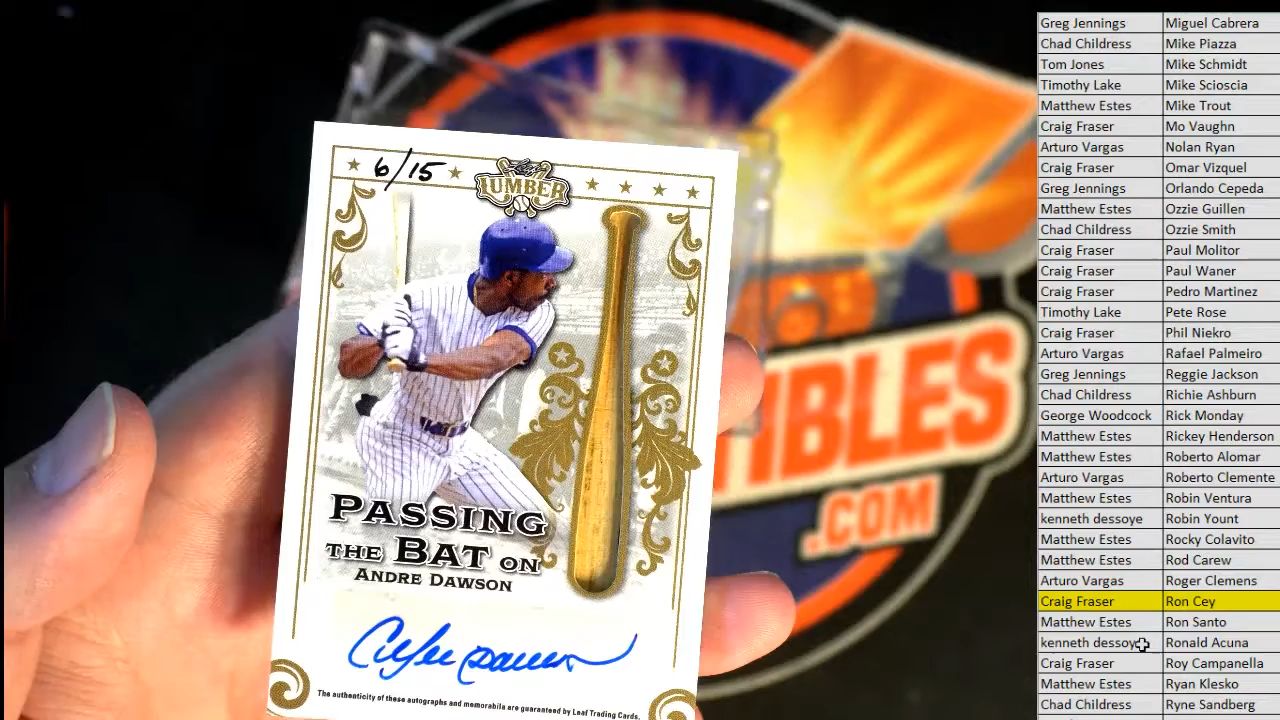 6/15
Leaf
LUMBER
PASSING
THE BAT ON
ANDRE DAWSON
The authenticity of these autographs and memorabilia are guaranteed by Leaf Trading Cards.
IBLES
.COM
Greg Jennings Miguel Cabrera
Chad Childress Mike Piazza
Tom Jones Mike Schmidt
Timothy Lake Mike Scioscia
Matthew Estes Mike Trout
Craig Fraser Mo Vaughn
Arturo Vargas Nolan Ryan
Craig Fraser Omar Vizquel
Greg Jennings Orlando Cepeda
Matthew Estes Ozzie Guillen
Chad Childress Ozzie Smith
Craig Fraser Paul Molitor
Craig Fraser Paul Waner
Craig Fraser Pedro Martinez
Timothy Lake Pete Rose
Craig Fraser Phil Niekro
Arturo Vargas Rafael Palmeiro
Greg Jennings Reggie Jackson
Chad Childress Richie Ashburn
George Woodcock Rick Monday
Matthew Estes Rickey Henderson
Matthew Estes Roberto Alomar
Arturo Vargas Roberto Clemente
Matthew Estes Robin Ventura
kenneth dessoye Robin Yount
Matthew Estes Rocky Colavito
Matthew Estes Rod Carew
Arturo Vargas Roger Clemens
Craig Fraser Ron Cey
Matthew Estes Ron Santo
kenneth dessoye Ronald Acuna
Craig Fraser Roy Campanella
Matthew Estes Ryan Klesko
Chad Childress Ryne Sandberg